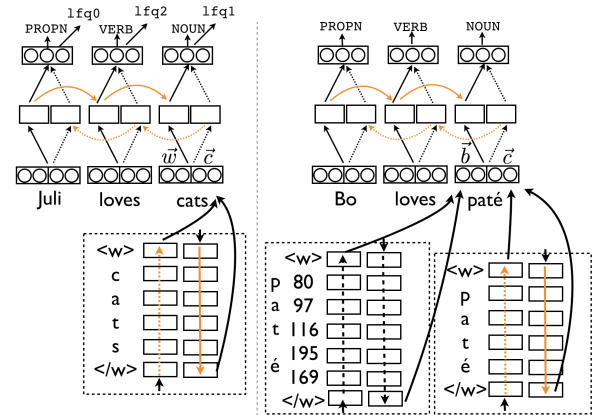 lfq0 lfq2 lfq1
PROPN VERB NOUN
w⃗ c⃗
Juli loves cats
<w>
c
a
t
s
</w>
PROPN VERB NOUN
b⃗ c⃗
Bo loves paté
<w>
p 80
a 97
t 116
195
é 169
</w>
<w>
p
a
t
é
</w>